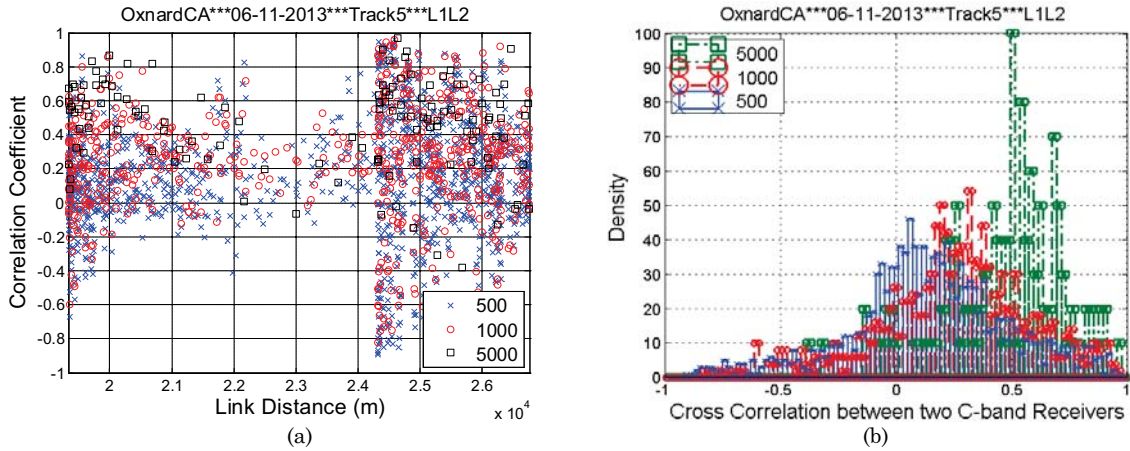 OxnardCA***06-11-2013***Track5***L1L2
1
0.8
0.6
0.4
0.2
0
-0.2
-0.4
-0.6
-0.8
-1
Correlation Coefficient
500
1000
5000
2 2.1 2.2 2.3 2.4 2.5 2.6
Link Distance (m)
x 10⁴
(a)
OxnardCA***06-11-2013***Track5***L1L2
100
90
80
70
60
50
40
30
20
10
0
Density
5000
1000
500
-1 -0.5 0 0.5 1
Cross Correlation between two C-band Receivers
(b)